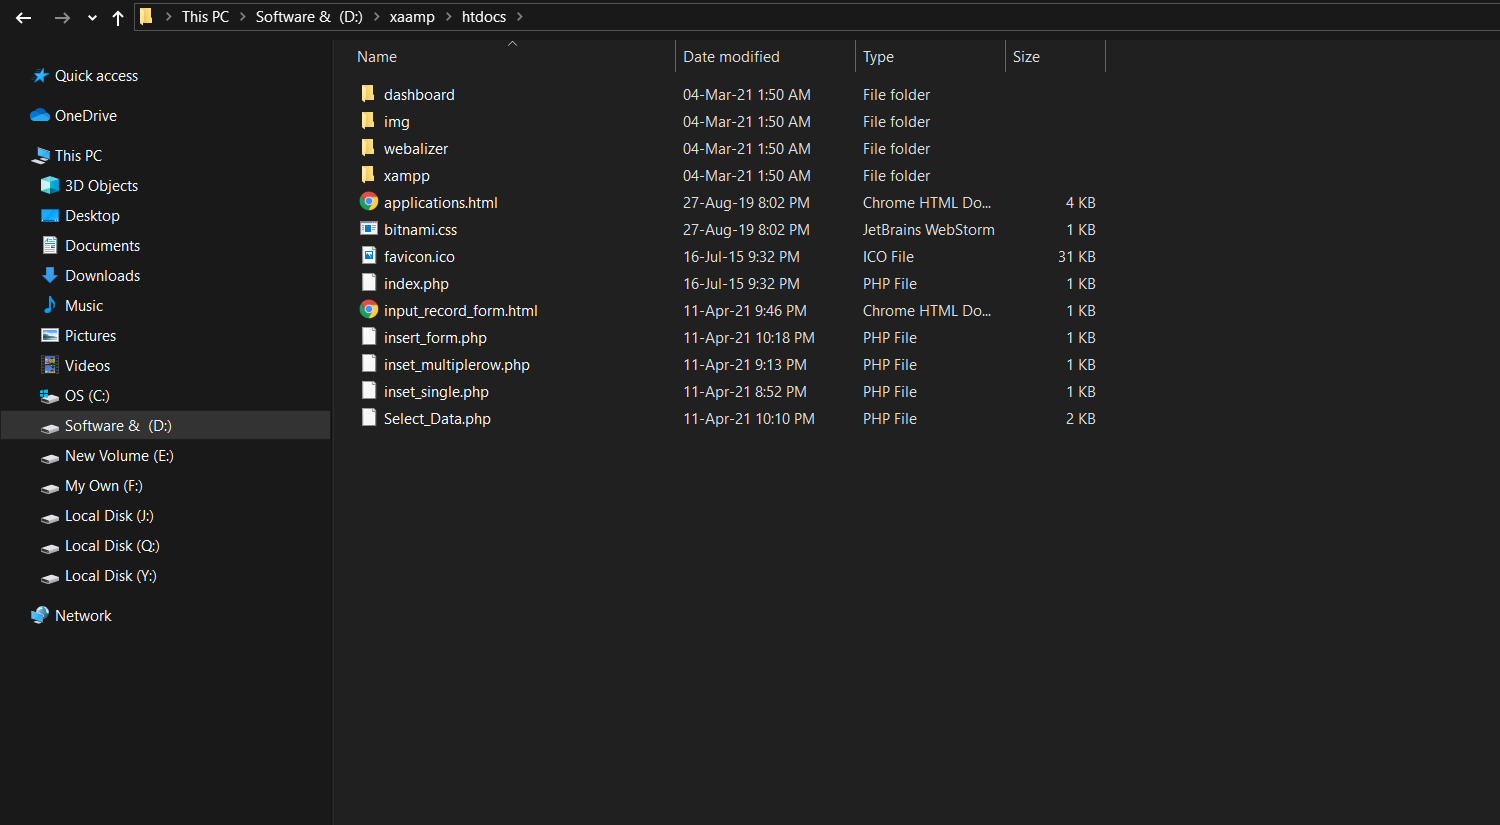 This PC > Software & (D:) > xaamp > htdocs >
Name Date modified Type Size
Quick access
OneDrive
This PC
3D Objects
Desktop
Documents
Downloads
Music
Pictures
Videos
OS (C:)
Software & (D:)
New Volume (E:)
My Own (F:)
Local Disk (J:)
Local Disk (Q:)
Local Disk (Y:)
Network
dashboard 04-Mar-21 1:50 AM File folder
img 04-Mar-21 1:50 AM File folder
webalizer 04-Mar-21 1:50 AM File folder
xampp 04-Mar-21 1:50 AM File folder
applications.html 27-Aug-19 8:02 PM Chrome HTML Do... 4 KB
bitnami.css 27-Aug-19 8:02 PM JetBrains WebStorm 1 KB
favicon.ico 16-Jul-15 9:32 PM ICO File 31 KB
index.php 16-Jul-15 9:32 PM PHP File 1 KB
input_record_form.html 11-Apr-21 9:46 PM Chrome HTML Do... 1 KB
insert_form.php 11-Apr-21 10:18 PM PHP File 1 KB
inset_multiplerow.php 11-Apr-21 9:13 PM PHP File 1 KB
inset_single.php 11-Apr-21 8:52 PM PHP File 1 KB
Select_Data.php 11-Apr-21 10:10 PM PHP File 2 KB